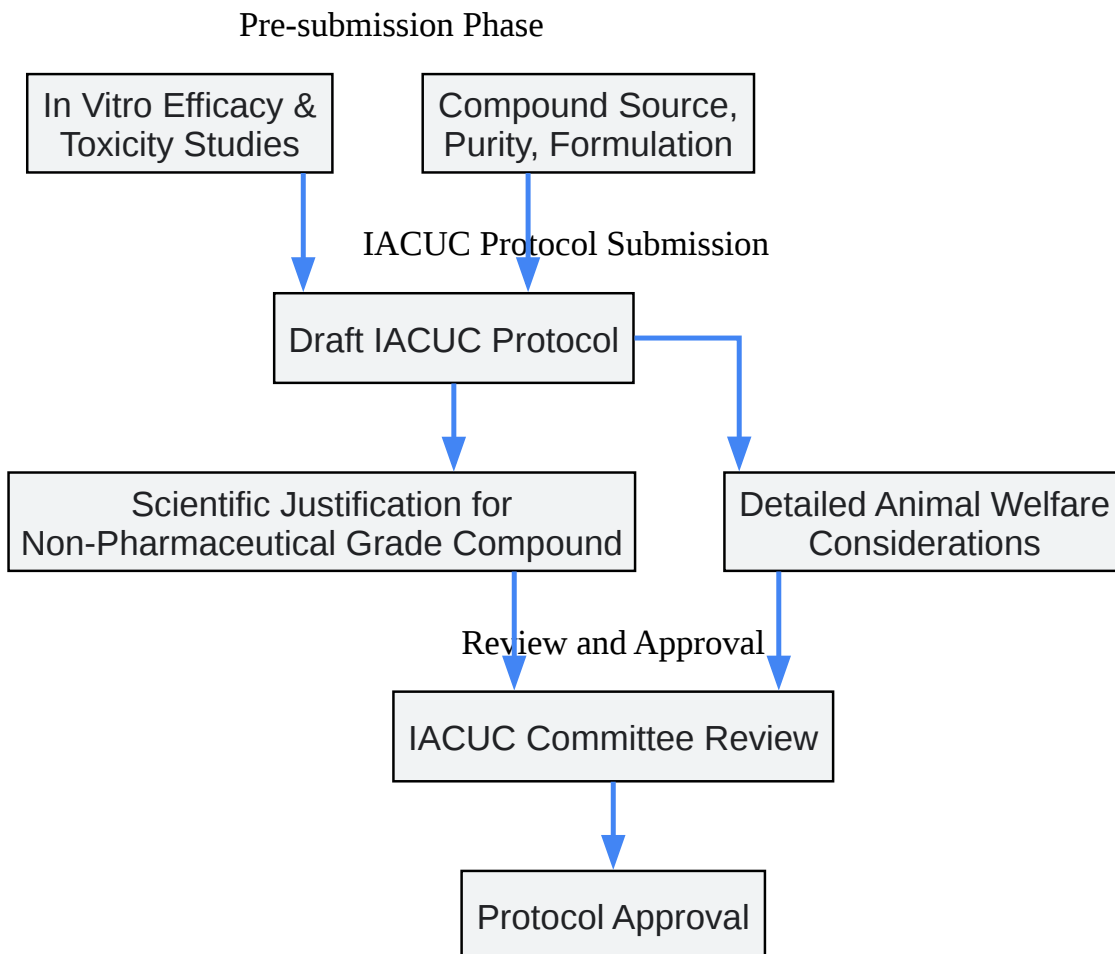 Pre-submission Phase
In Vitro Efficacy &
Toxicity Studies
Compound Source,
Purity, Formulation
IACUC Protocol Submission
Draft IACUC Protocol
Scientific Justification for
Non-Pharmaceutical Grade Compound
Detailed Animal Welfare
Considerations
Review and Approval
IACUC Committee Review
Protocol Approval